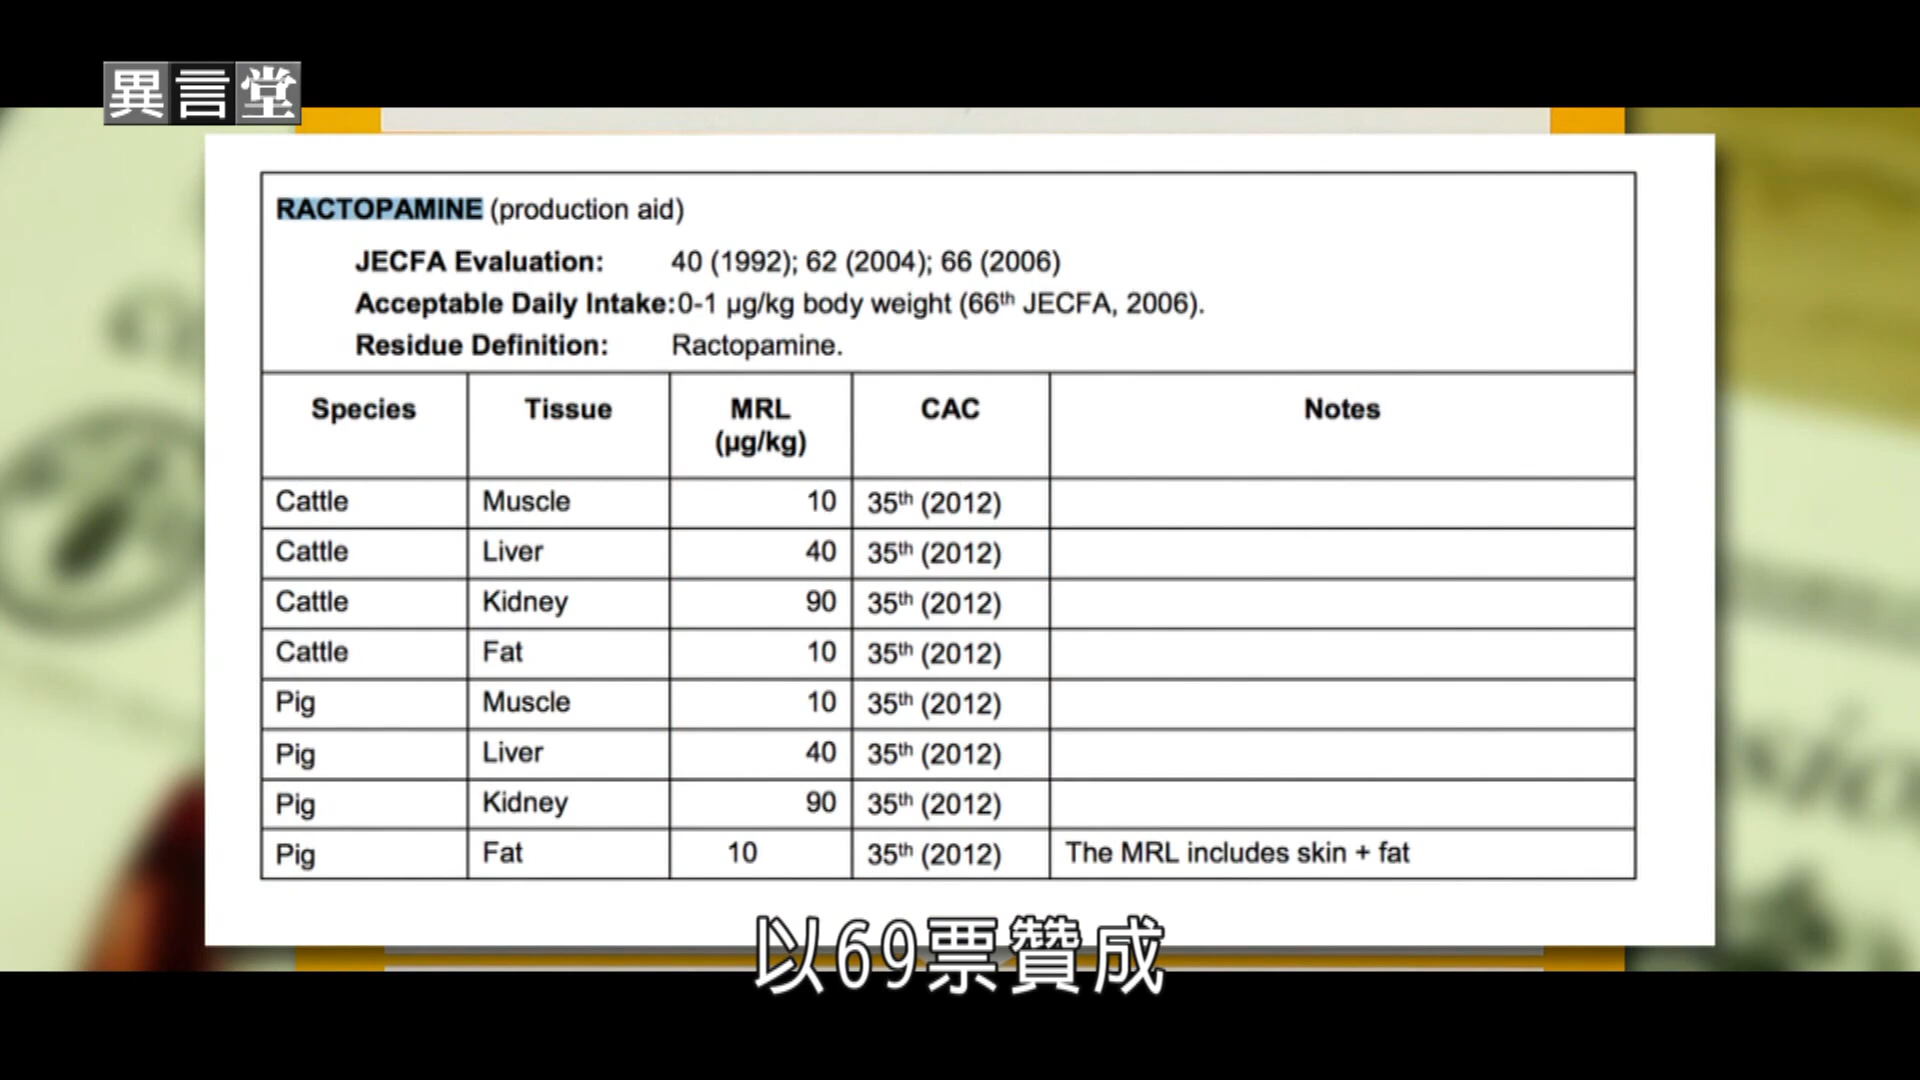 異言堂
RACTOPAMINE (production aid)
JECFA Evaluation: 40 (1992); 62 (2004); 66 (2006)
Acceptable Daily Intake: 0-1 µg/kg body weight (66th JECFA, 2006).
Residue Definition: Ractopamine.
Species Tissue MRL (µg/kg) CAC Notes
Cattle Muscle 10 35th (2012)
Cattle Liver 40 35th (2012)
Cattle Kidney 90 35th (2012)
Cattle Fat 10 35th (2012)
Pig Muscle 10 35th (2012)
Pig Liver 40 35th (2012)
Pig Kidney 90 35th (2012)
Pig Fat 10 35th (2012) The MRL includes skin + fat
以69票贊成